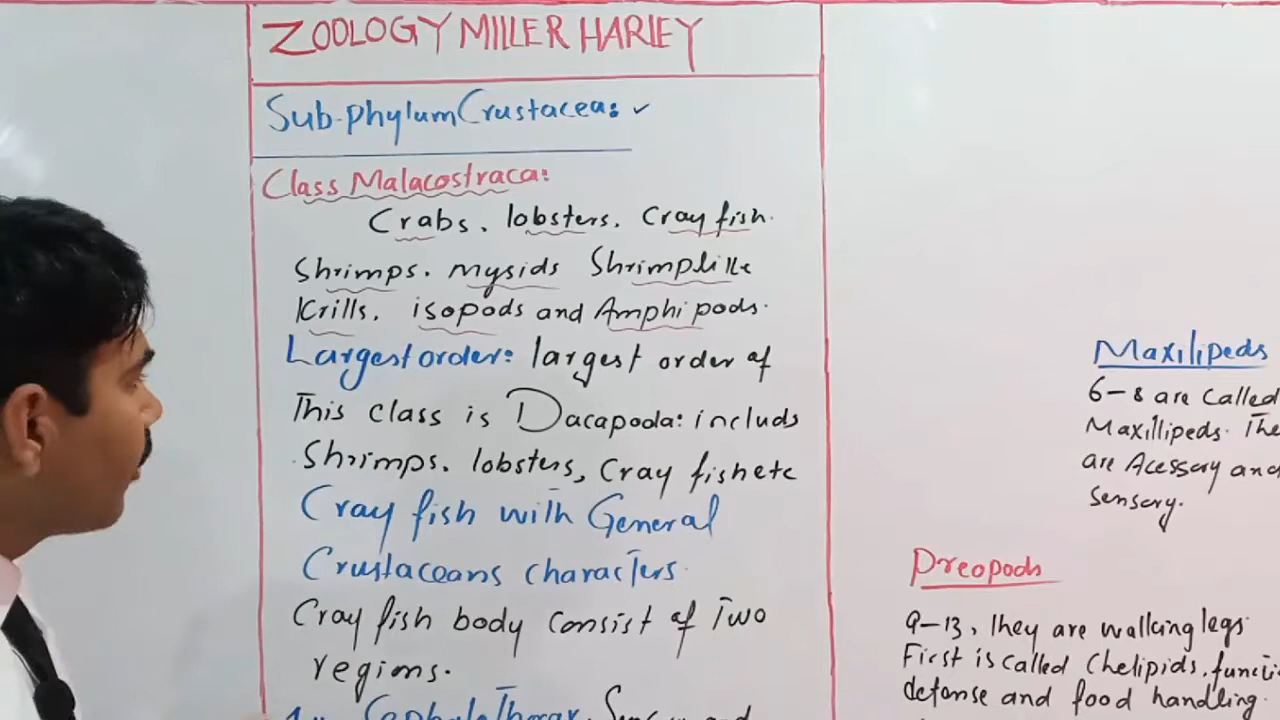 ZOOLOGY MILLER HARLEY
Sub-phylum Crustacea:
Class Malacostraca:
Crabs. lobsters. Cray fish.
Shrimps. mysids Shrimplike
Krills. isopods and Amphipods.
Largest order: largest order of
This class is Dacapoda: includs
Shrimps. lobsters, Cray fish etc
Cray fish with General
Crustaceans characters.
Cray fish body consist of Two
regions.
Maxilipeds
6-8 are called
Maxillipeds. The
are Acessory and
sensory.
Preopods
9-13, They are walking legs
First is called Chelipids. functi
defense and food handling.